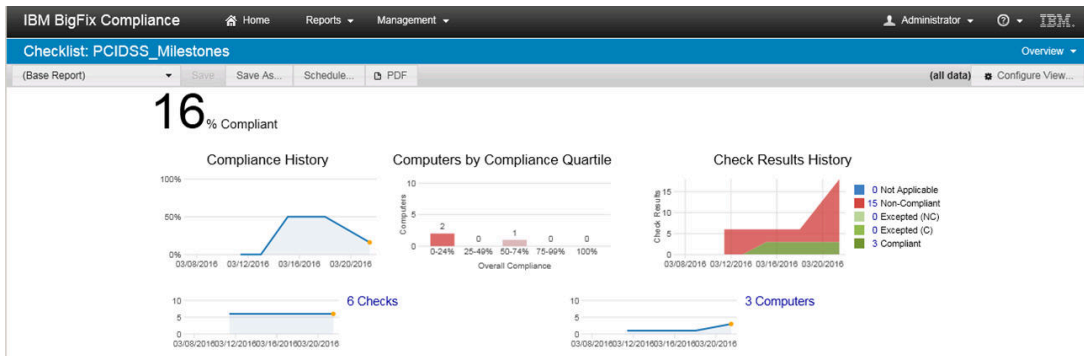 IBM BigFix Compliance Home Reports Management Administrator IBM.
Checklist: PCIDSS_Milestones Overview
(Base Report) Save Save As... Schedule... PDF (all data) Configure View...
16 % Compliant
Compliance History
100%
50%
0%
03/08/2016 03/12/2016 03/16/2016 03/20/2016
Computers by Compliance Quartile
Computers
10
5
0
2 0 1 0 0
0-24% 25-49% 50-74% 75-99% 100%
Overall Compliance
Check Results History
Check Results
15
10
5
0
03/08/2016 03/12/2016 03/16/2016 03/20/2016
0 Not Applicable
15 Non-Compliant
0 Excepted (NC)
0 Excepted (C)
3 Compliant
6 Checks
10
5
0
03/08/2016 03/12/2016 03/16/2016 03/20/2016
3 Computers
10
5
0
03/08/2016 03/12/2016 03/16/2016 03/20/2016